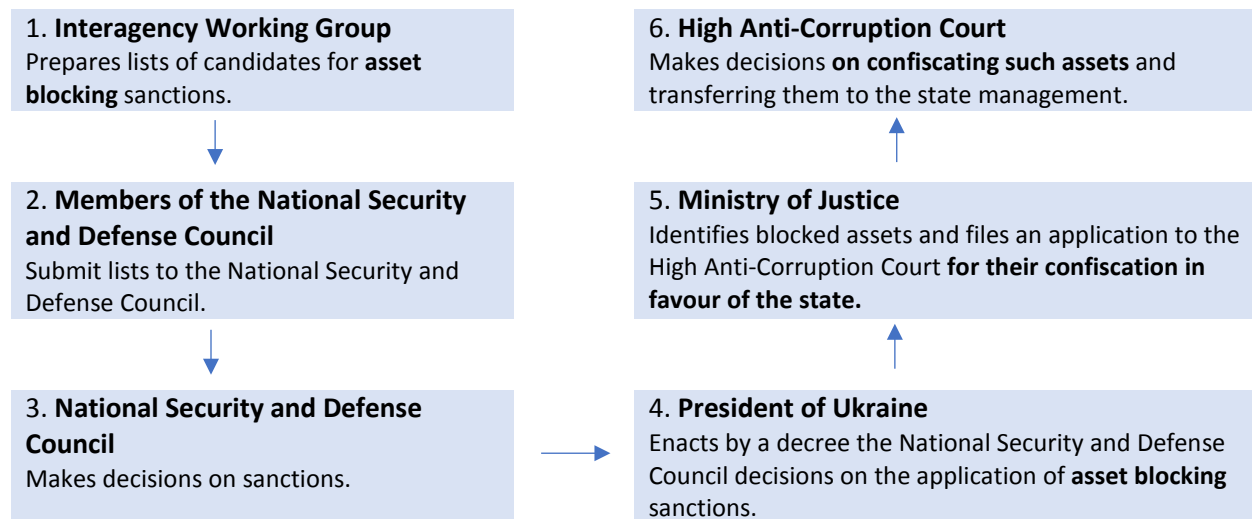 1. Interagency Working Group
Prepares lists of candidates for asset
blocking sanctions.
2. Members of the National Security
and Defense Council
Submit lists to the National Security and
Defense Council.
3. National Security and Defense
Council
Makes decisions on sanctions.
4. President of Ukraine
Enacts by a decree the National Security and Defense
Council decisions on the application of asset blocking
sanctions.
5. Ministry of Justice
Identifies blocked assets and files an application to the
High Anti-Corruption Court for their confiscation in
favour of the state.
6. High Anti-Corruption Court
Makes decisions on confiscating such assets and
transferring them to the state management.